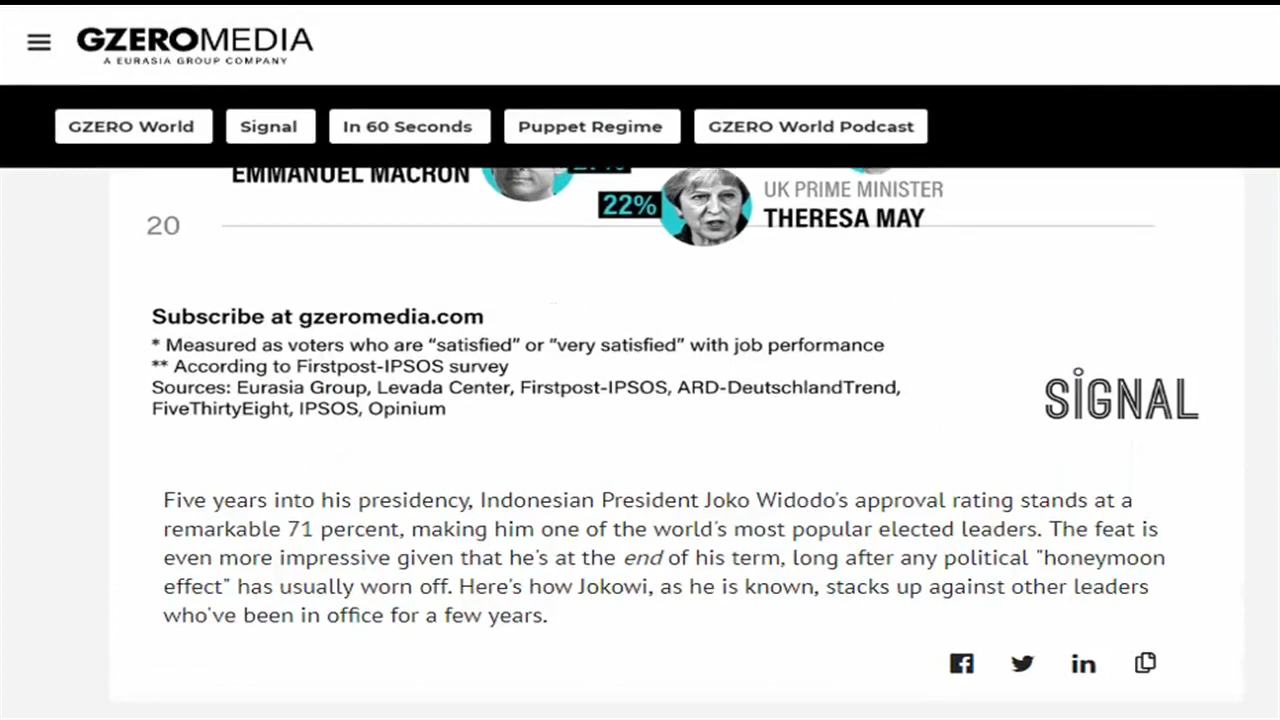 GZEROMEDIA
A EURASIA GROUP COMPANY
GZERO World
Signal
In 60 Seconds
Puppet Regime
GZERO World Podcast
EMMANUEL MACRON
22%
UK PRIME MINISTER
THERESA MAY
20
Subscribe at gzeromedia.com
* Measured as voters who are “satisfied” or “very satisfied” with job performance
** According to Firstpost-IPSOS survey
Sources: Eurasia Group, Levada Center, Firstpost-IPSOS, ARD-DeutschlandTrend,
FiveThirtyEight, IPSOS, Opinium
SIGNAL
Five years into his presidency, Indonesian President Joko Widodo's approval rating stands at a
remarkable 71 percent, making him one of the world's most popular elected leaders. The feat is
even more impressive given that he's at the end of his term, long after any political "honeymoon
effect" has usually worn off. Here's how Jokowi, as he is known, stacks up against other leaders
who've been in office for a few years.